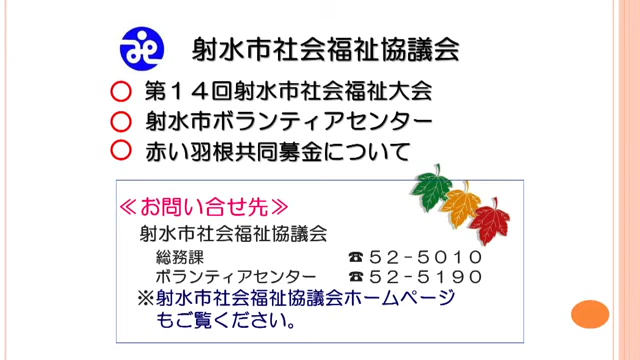 射水市社会福祉協議会
○ 第１４回射水市社会福祉大会
○ 射水市ボランティアセンター
○ 赤い羽根共同募金について
≪お問い合せ先≫
射水市社会福祉協議会
総務課 ☎５２-５０１０
ボランティアセンター ☎５２-５１９０
※射水市社会福祉協議会ホームページ
もご覧ください。